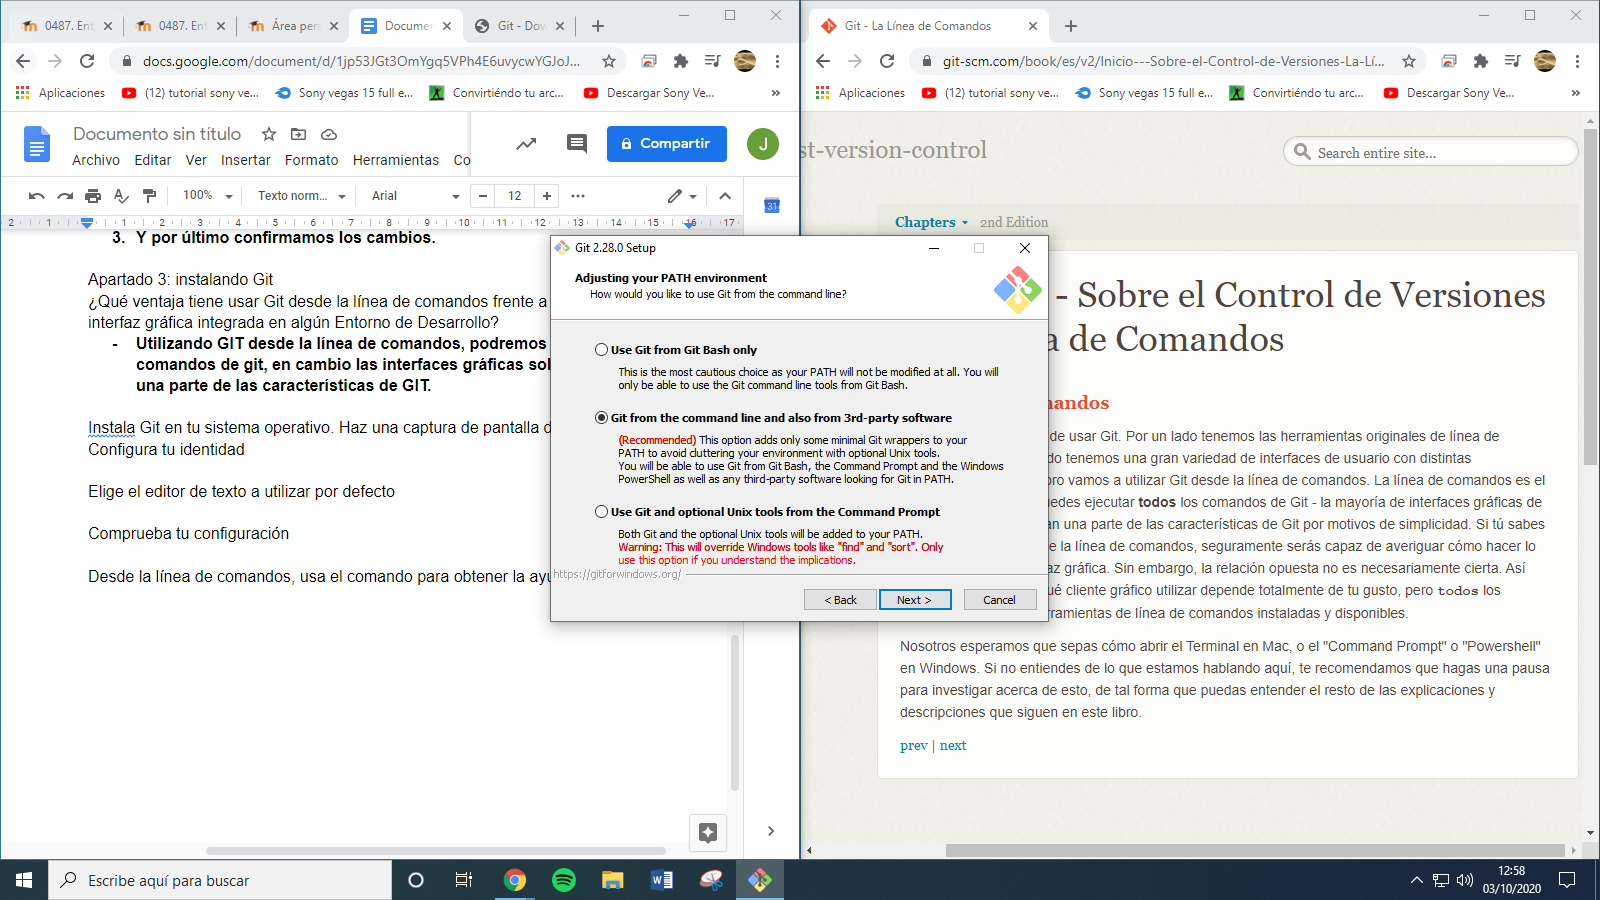 0487. Ent
0487. Ent
Área pers
Documen
Git - Dow
docs.google.com/document/d/1jp53JGt3OmYgq5VPh4E6uvycwYGJoJ...
Aplicaciones
(12) tutorial sony ve...
Sony vegas 15 full e...
Convirtiéndo tu arc...
Descargar Sony Ve...
»
Documento sin título
Archivo Editar Ver Insertar Formato Herramientas Co
Compartir
J
100%
Texto norm...
Arial
12
31
2 1 1 2 3 4 5 6 7 8 9 10 11 12 13 14 15 16 17
3. Y por último confirmamos los cambios.
Apartado 3: instalando Git
¿Qué ventaja tiene usar Git desde la línea de comandos frente a
interfaz gráfica integrada en algún Entorno de Desarrollo?
- Utilizando GIT desde la línea de comandos, podremos
comandos de git, en cambio las interfaces gráficas sol
una parte de las características de GIT.
Instala Git en tu sistema operativo. Haz una captura de pantalla d
Configura tu identidad
Elige el editor de texto a utilizar por defecto
Comprueba tu configuración
Desde la línea de comandos, usa el comando para obtener la ayu
Git 2.28.0 Setup
Adjusting your PATH environment
How would you like to use Git from the command line?
Use Git from Git Bash only
This is the most cautious choice as your PATH will not be modified at all. You will
only be able to use the Git command line tools from Git Bash.
Git from the command line and also from 3rd-party software
(Recommended) This option adds only some minimal Git wrappers to your
PATH to avoid cluttering your environment with optional Unix tools.
You will be able to use Git from Git Bash, the Command Prompt and the Windows
PowerShell as well as any third-party software looking for Git in PATH.
Use Git and optional Unix tools from the Command Prompt
Both Git and the optional Unix tools will be added to your PATH.
Warning: This will override Windows tools like "find" and "sort". Only
use this option if you understand the implications.
https://gitforwindows.org/
< Back
Next >
Cancel
Git - La Línea de Comandos
git-scm.com/book/es/v2/Inicio---Sobre-el-Control-de-Versiones-La-Lí...
Aplicaciones
(12) tutorial sony ve...
Sony vegas 15 full e...
Convirtiéndo tu arc...
Descargar Sony Ve...
»
st-version-control
Search entire site...
Chapters
2nd Edition
- Sobre el Control de Versiones
a de Comandos
mandos
de usar Git. Por un lado tenemos las herramientas originales de línea de
do tenemos una gran variedad de interfaces de usuario con distintas
bro vamos a utilizar Git desde la línea de comandos. La línea de comandos es el
edes ejecutar todos los comandos de Git - la mayoría de interfaces gráficas de
an una parte de las características de Git por motivos de simplicidad. Si tú sabes
e la línea de comandos, seguramente serás capaz de averiguar cómo hacer lo
az gráfica. Sin embargo, la relación opuesta no es necesariamente cierta. Así
ué cliente gráfico utilizar depende totalmente de tu gusto, pero todos los
rramientas de línea de comandos instaladas y disponibles.
Nosotros esperamos que sepas cómo abrir el Terminal en Mac, o el "Command Prompt" o "Powershell"
en Windows. Si no entiendes de lo que estamos hablando aquí, te recomendamos que hagas una pausa
para investigar acerca de esto, de tal forma que puedas entender el resto de las explicaciones y
descripciones que siguen en este libro.
prev | next
Escribe aquí para buscar
12:58
03/10/2020